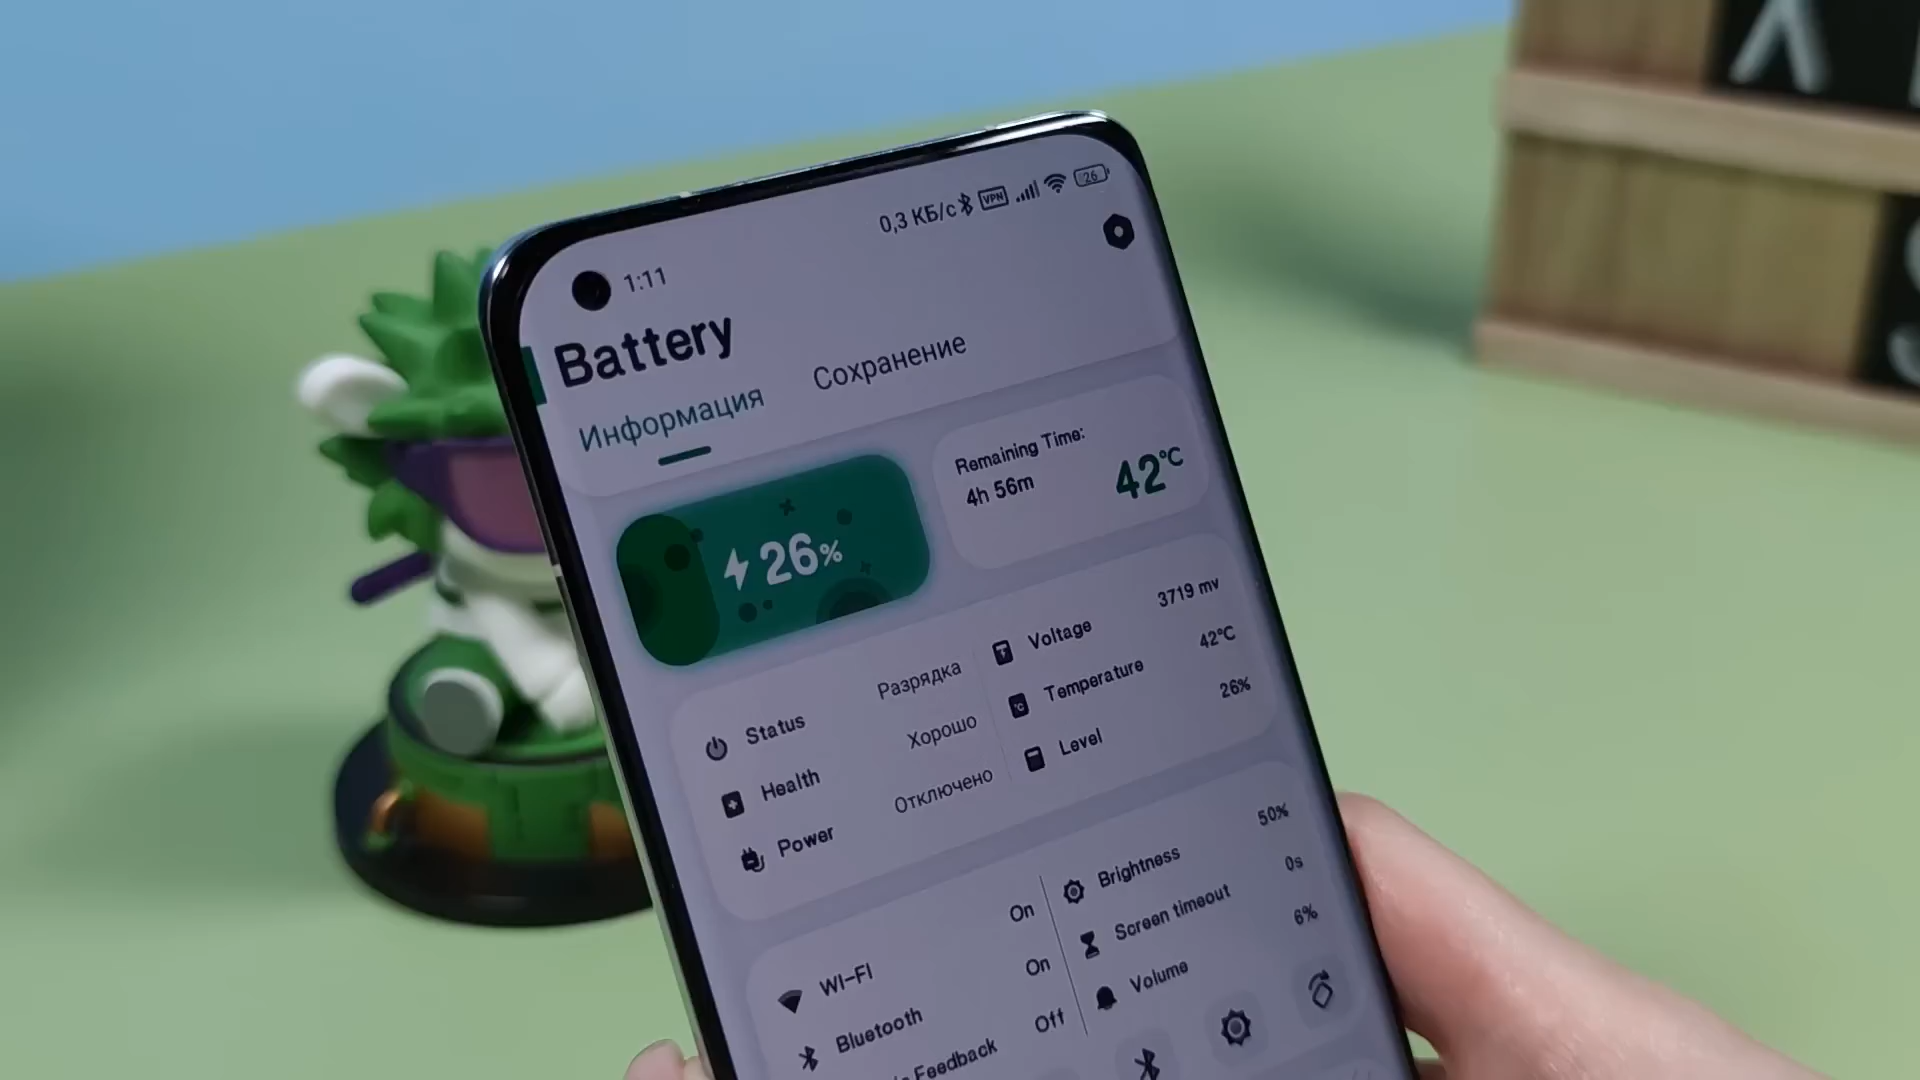 1:11
0,3 КБ/с VPN 26
Battery
Информация Сохранение
26%
Remaining Time:
4h 56m
42°C
Status Разрядка
Health Хорошо
Power Отключено
Voltage 3719 mv
Temperature 42°C
Level 26%
WI-FI On
Bluetooth On
Feedback Off
Brightness 50%
Screen timeout 0s
Volume 6%